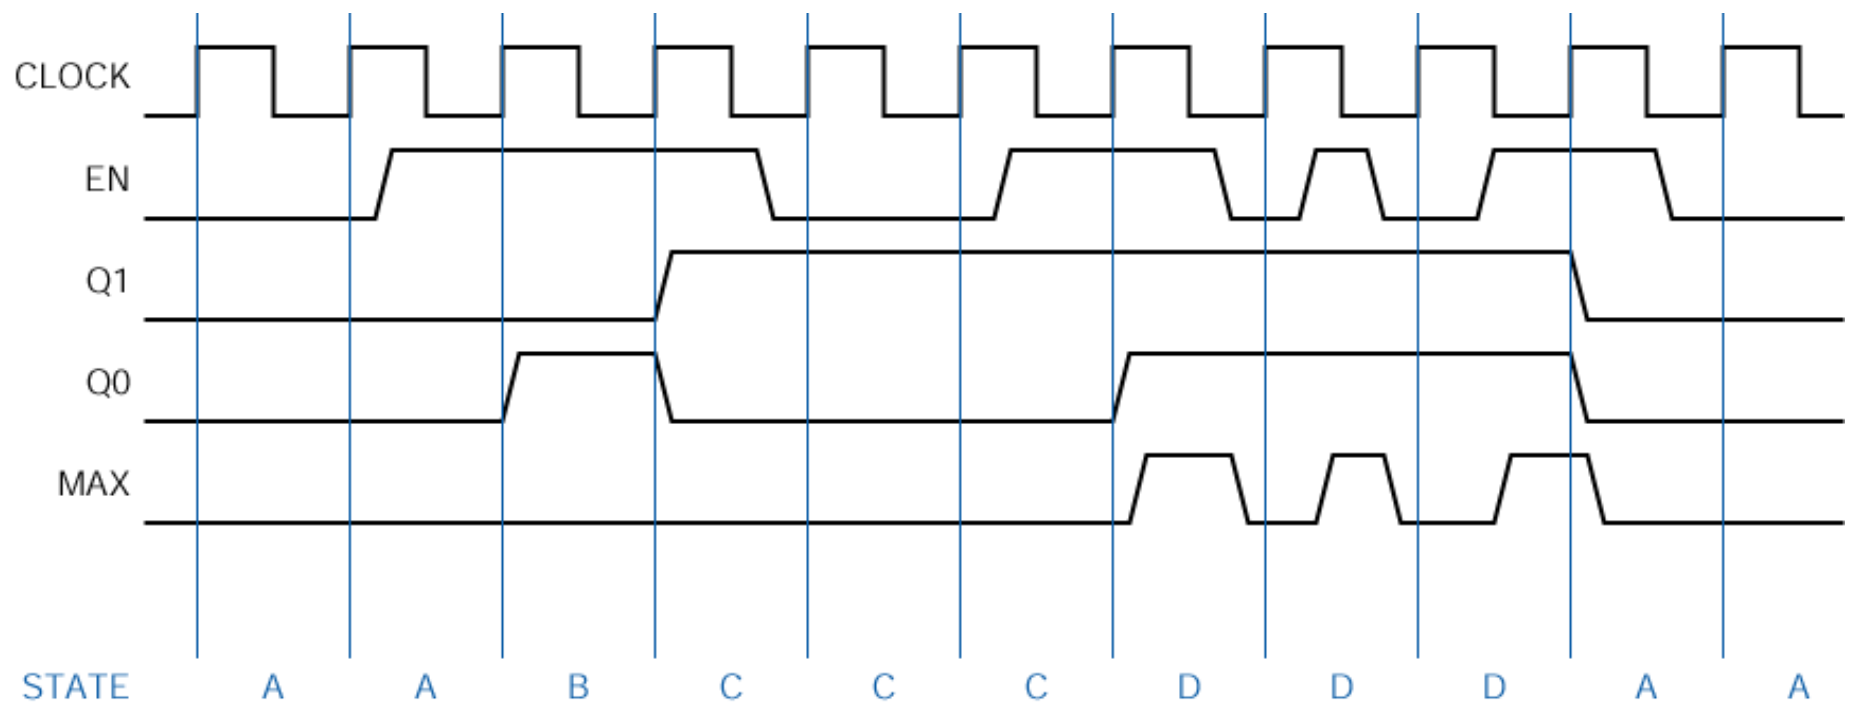 CLOCK
EN
Q1
Q0
MAX
STATE A A B C C C D D D A A